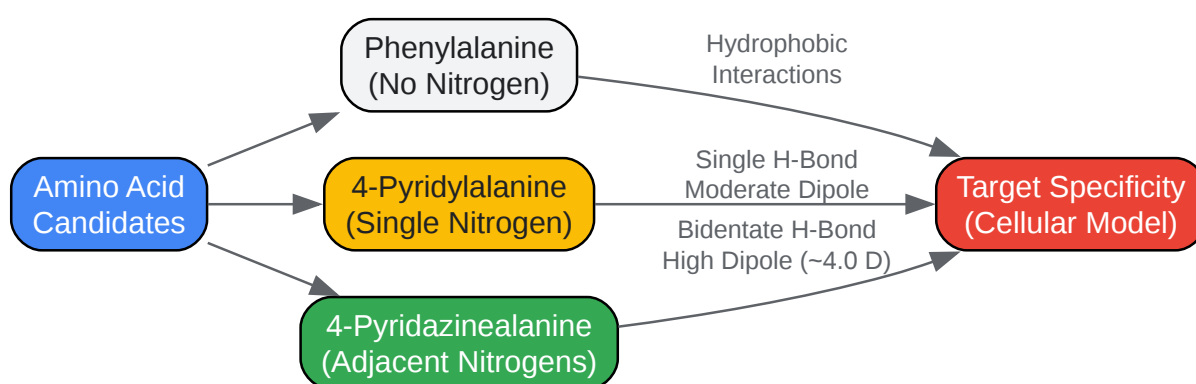 Phenylalanine
(No Nitrogen)
Hydrophobic
Interactions
Amino Acid
Candidates
4-Pyridylalanine
(Single Nitrogen)
Single H-Bond
Moderate Dipole
Target Specificity
(Cellular Model)
Bidentate H-Bond
High Dipole (~4.0 D)
4-Pyridazinealanine
(Adjacent Nitrogens)